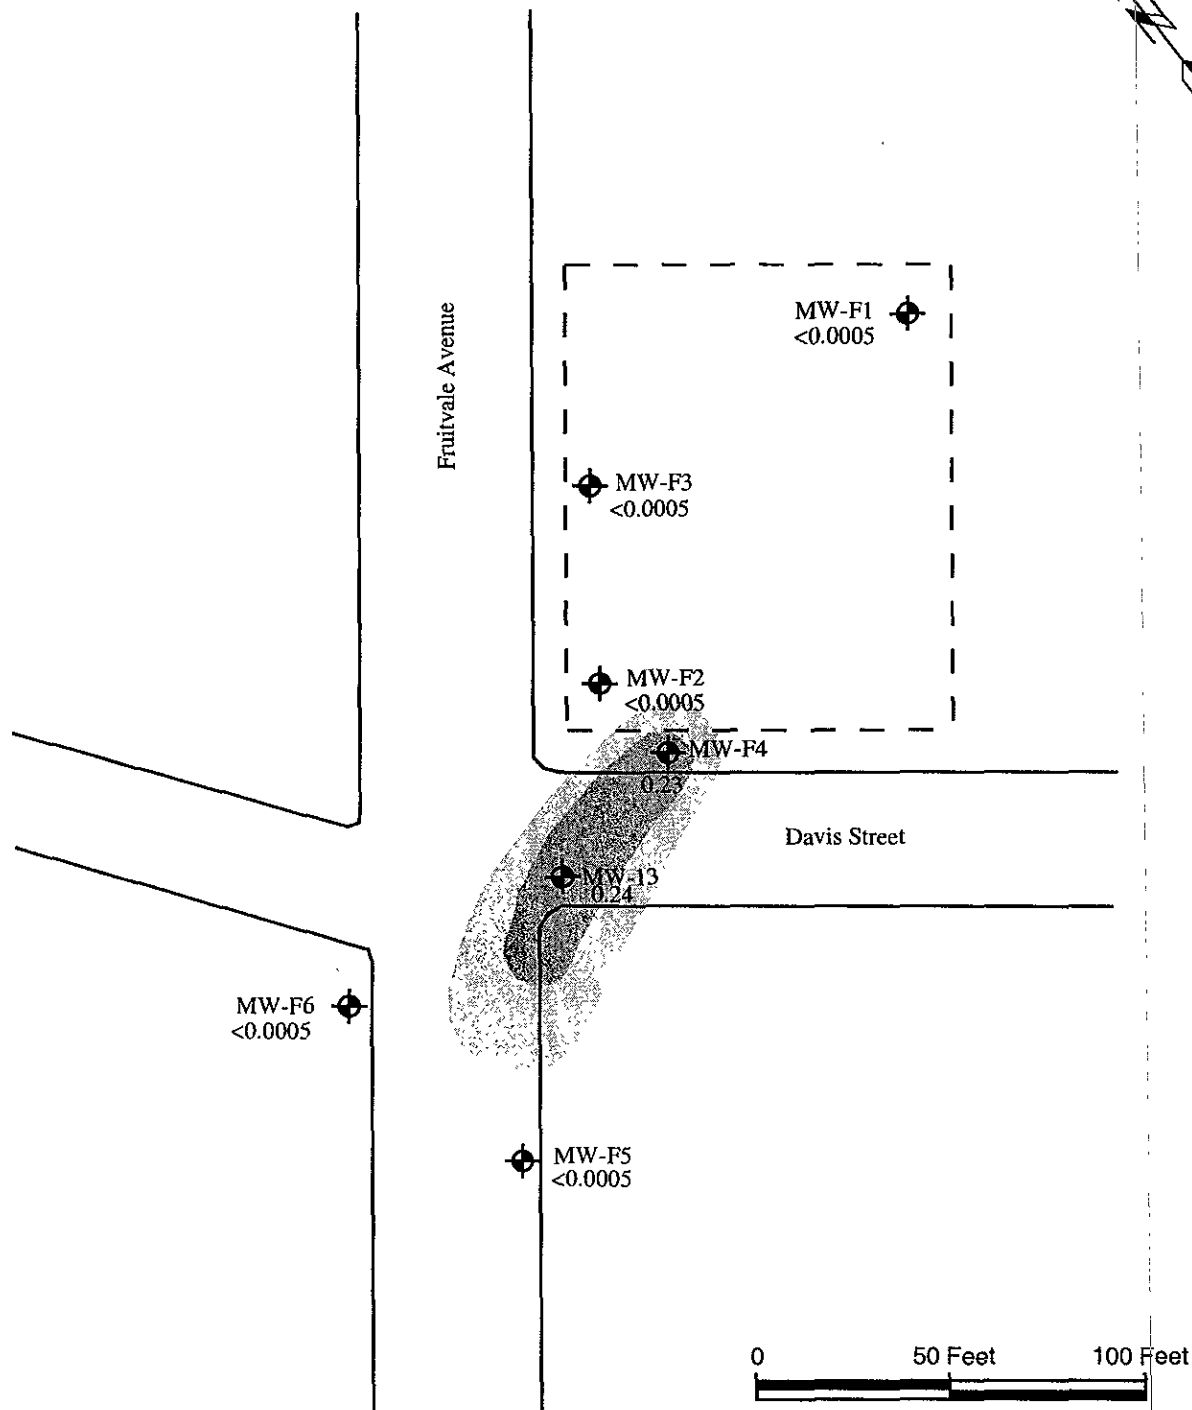 N
MW-F1
<0.0005
Fruitvale Avenue
MW-F3
<0.0005
MW-F2
<0.0005
MW-F4
0.23
Davis Street
MW-13
0.24
MW-F6
<0.0005
MW-F5
<0.0005
0 50 Feet 100 Feet